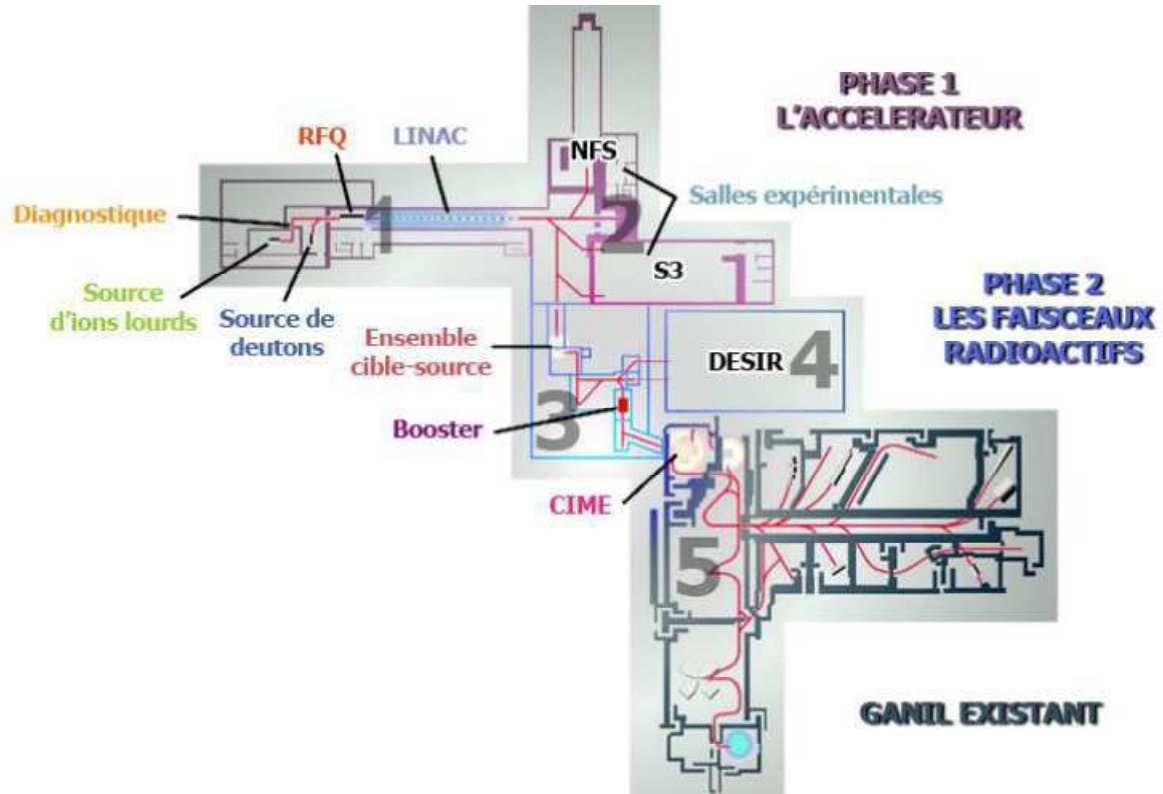 PHASE 1
L'ACCELERATEUR
RFQ
LINAC
NFS
Salles expérimentales
Diagnostique
1
2
S3
1
Source
d'ions lourds
Source de
deutons
PHASE 2
LES FAISCEAUX
RADIOACTIFS
Ensemble
cible-source
DESIR
4
3
Booster
CIME
5
GANIL EXISTANT